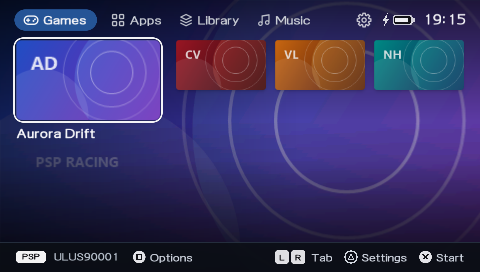 Games Apps Library Music 19:15
AD CV VL NH
Aurora Drift
PSP RACING
PSP ULUS90001 Options L R Tab Settings Start